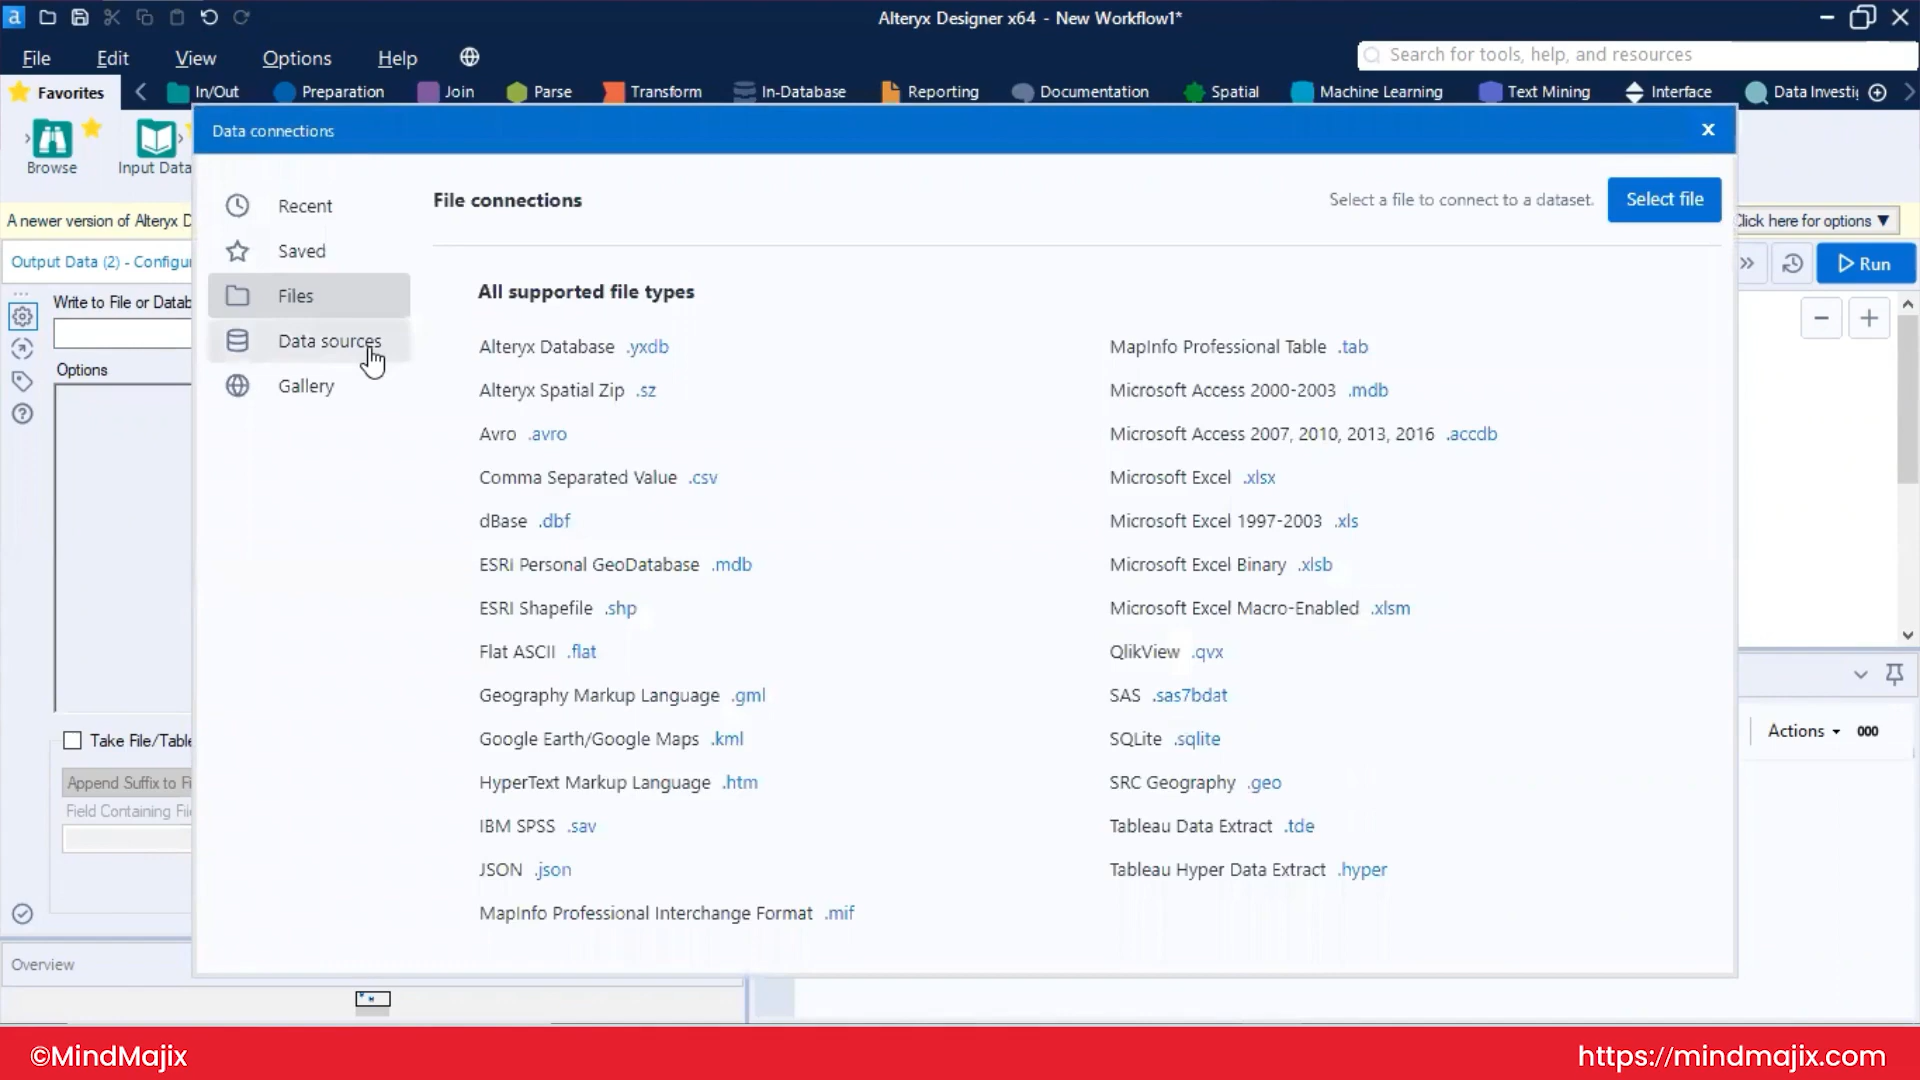 a
Alteryx Designer x64 - New Workflow1*
File Edit View Options Help
Search for tools, help, and resources
Favorites In/Out Preparation Join Parse Transform In-Database Reporting Documentation Spatial Machine Learning Text Mining Interface Data Investi
Browse Input Data
Data connections
A newer version of Alteryx D
Click here for options
Output Data (2) - Configu
Run
Write to File or Datab
Options
Take File/Table
Append Suffix to Fi
Field Containing Fil
Recent
Saved
Files
Data sources
Gallery
File connections
Select a file to connect to a dataset.
Select file
All supported file types
Alteryx Database .yxdb
Alteryx Spatial Zip .sz
Avro .avro
Comma Separated Value .csv
dBase .dbf
ESRI Personal GeoDatabase .mdb
ESRI Shapefile .shp
Flat ASCII .flat
Geography Markup Language .gml
Google Earth/Google Maps .kml
HyperText Markup Language .htm
IBM SPSS .sav
JSON .json
MapInfo Professional Interchange Format .mif
MapInfo Professional Table .tab
Microsoft Access 2000-2003 .mdb
Microsoft Access 2007, 2010, 2013, 2016 .accdb
Microsoft Excel .xlsx
Microsoft Excel 1997-2003 .xls
Microsoft Excel Binary .xlsb
Microsoft Excel Macro-Enabled .xlsm
QlikView .qvx
SAS .sas7bdat
SQLite .sqlite
SRC Geography .geo
Tableau Data Extract .tde
Tableau Hyper Data Extract .hyper
Actions
Overview
©MindMajix
https://mindmajix.com